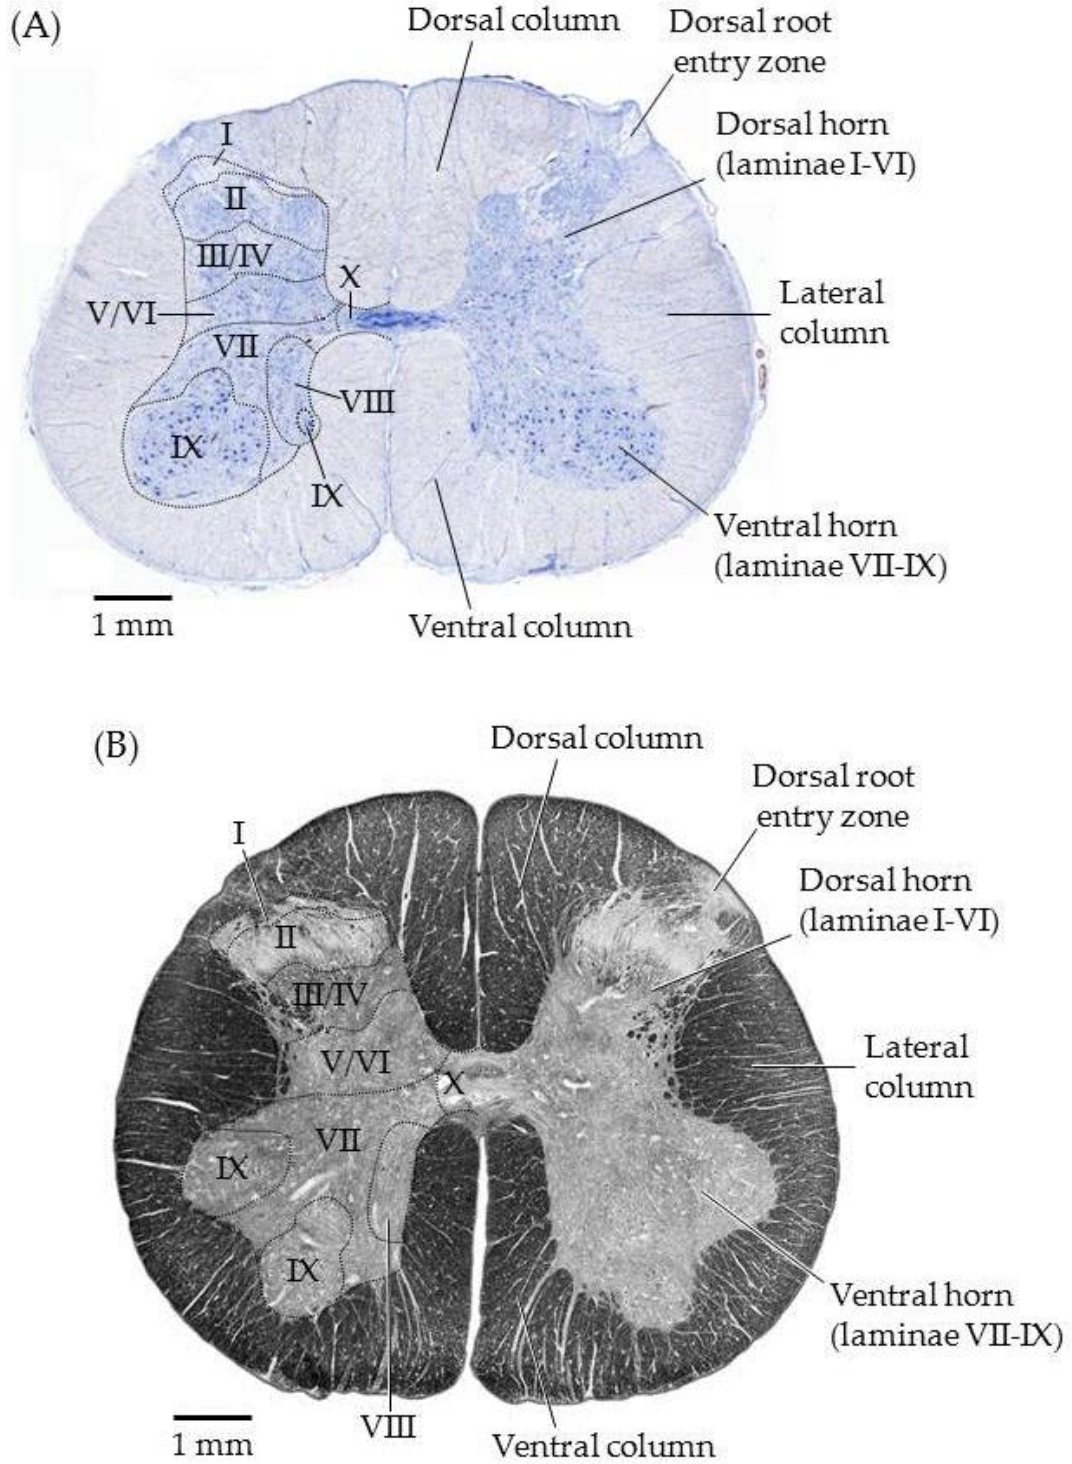 (A)
Dorsal column
Dorsal root
entry zone
Dorsal horn
(laminae I-VI)
I
II
III/IV
X
V/VI
Lateral
column
VII
VIII
IX
IX
Ventral horn
(laminae VII-IX)
1 mm
Ventral column
(B)
Dorsal column
Dorsal root
entry zone
I
Dorsal horn
(laminae I-VI)
II
III/IV
V/VI
Lateral
column
X
VII
IX
IX
Ventral horn
(laminae VII-IX)
VIII
1 mm
Ventral column